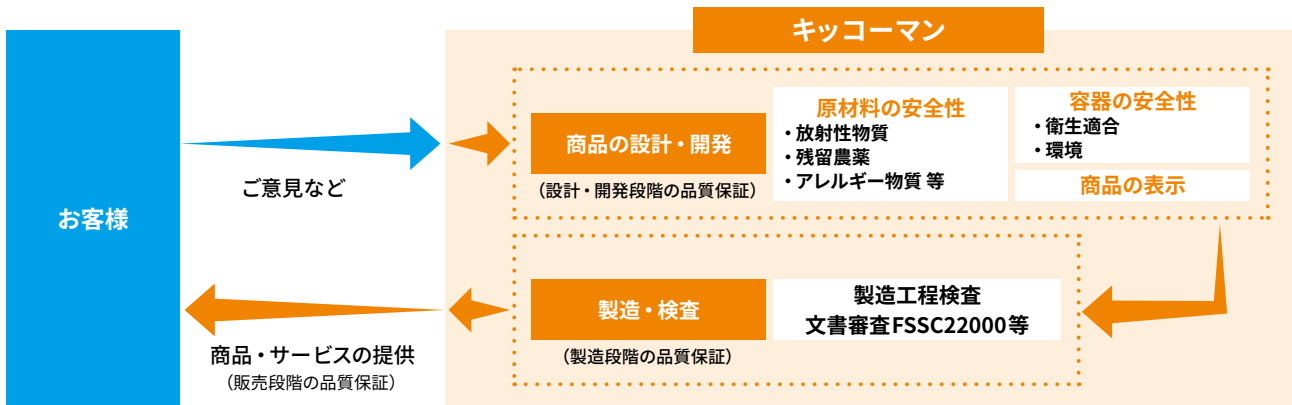 キッコーマン
お客様
ご意見など
商品の設計・開発
（設計・開発段階の品質保証）
原材料の安全性
・放射性物質
・残留農薬
・アレルギー物質 等
容器の安全性
・衛生適合
・環境
商品の表示
製造・検査
（製造段階の品質保証）
製造工程検査
文書審査FSSC22000等
商品・サービスの提供
（販売段階の品質保証）